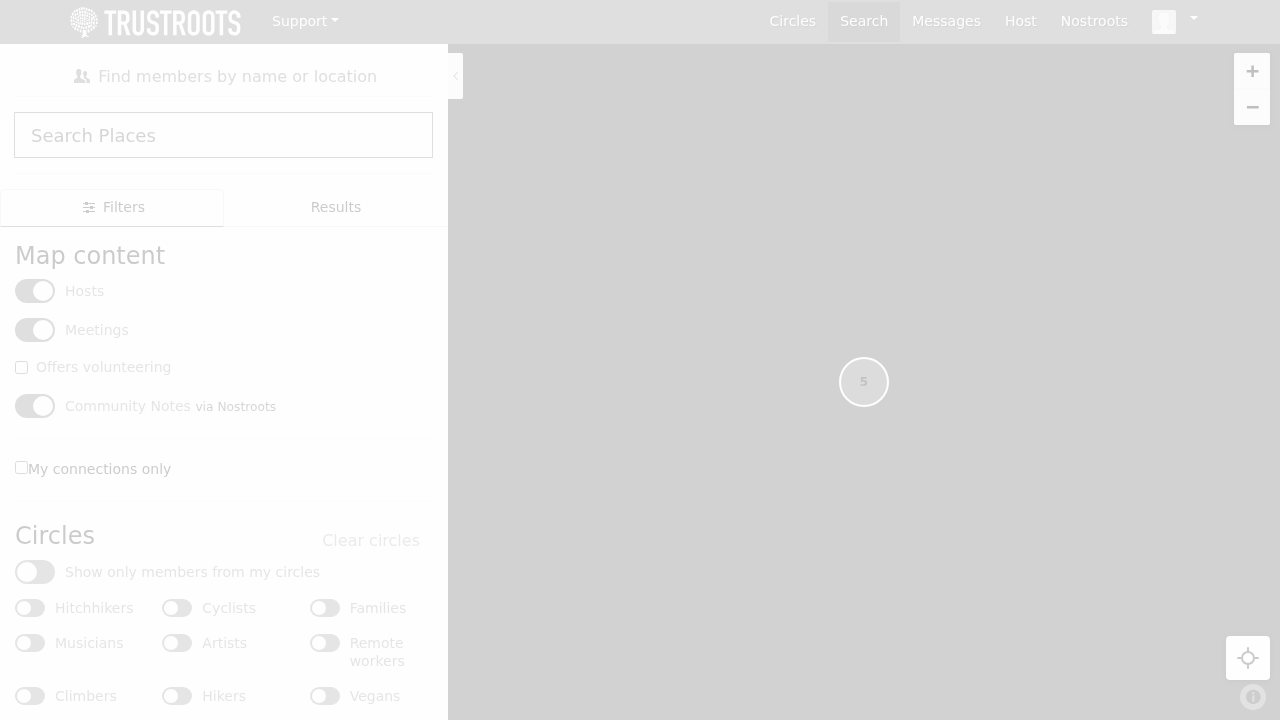 TRUSTROOTS Support Circles Search Messages Host Nostroots
Find members by name or location
Search Places
Filters Results
Map content
Hosts
Meetings
Offers volunteering
Community Notes via Nostroots
My connections only
Circles Clear circles
Show only members from my circles
Hitchhikers Cyclists Families
Musicians Artists Remote workers
Climbers Hikers Vegans
5